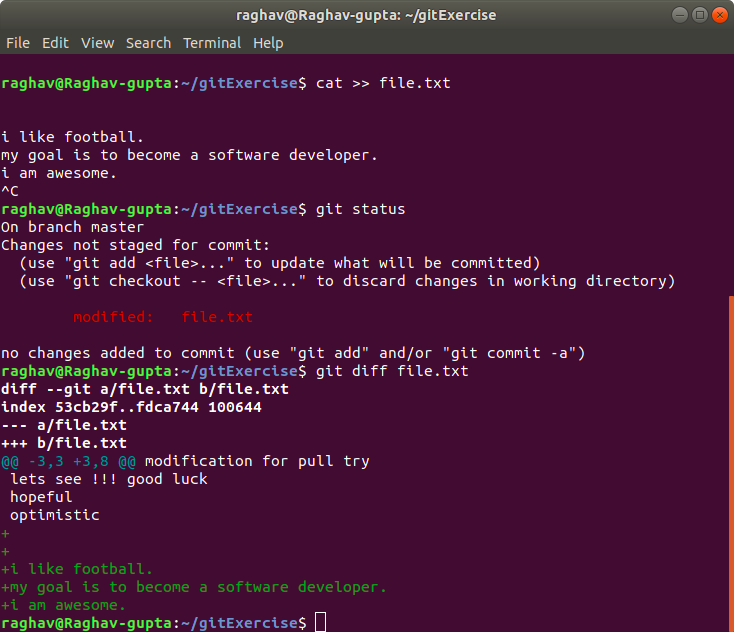 raghav@Raghav-gupta: ~/gitExercise
File Edit View Search Terminal Help
raghav@Raghav-gupta:~/gitExercise$ cat >> file.txt
i like football.
my goal is to become a software developer.
i am awesome.
^C
raghav@Raghav-gupta:~/gitExercise$ git status
On branch master
Changes not staged for commit:
  (use "git add <file>..." to update what will be committed)
  (use "git checkout -- <file>..." to discard changes in working directory)
        modified:   file.txt
no changes added to commit (use "git add" and/or "git commit -a")
raghav@Raghav-gupta:~/gitExercise$ git diff file.txt
diff --git a/file.txt b/file.txt
index 53cb29f..fdca744 100644
--- a/file.txt
+++ b/file.txt
@@ -3,3 +3,8 @@ modification for pull try
 lets see !!! good luck
 hopeful
 optimistic
+
+
+i like football.
+my goal is to become a software developer.
+i am awesome.
raghav@Raghav-gupta:~/gitExercise$